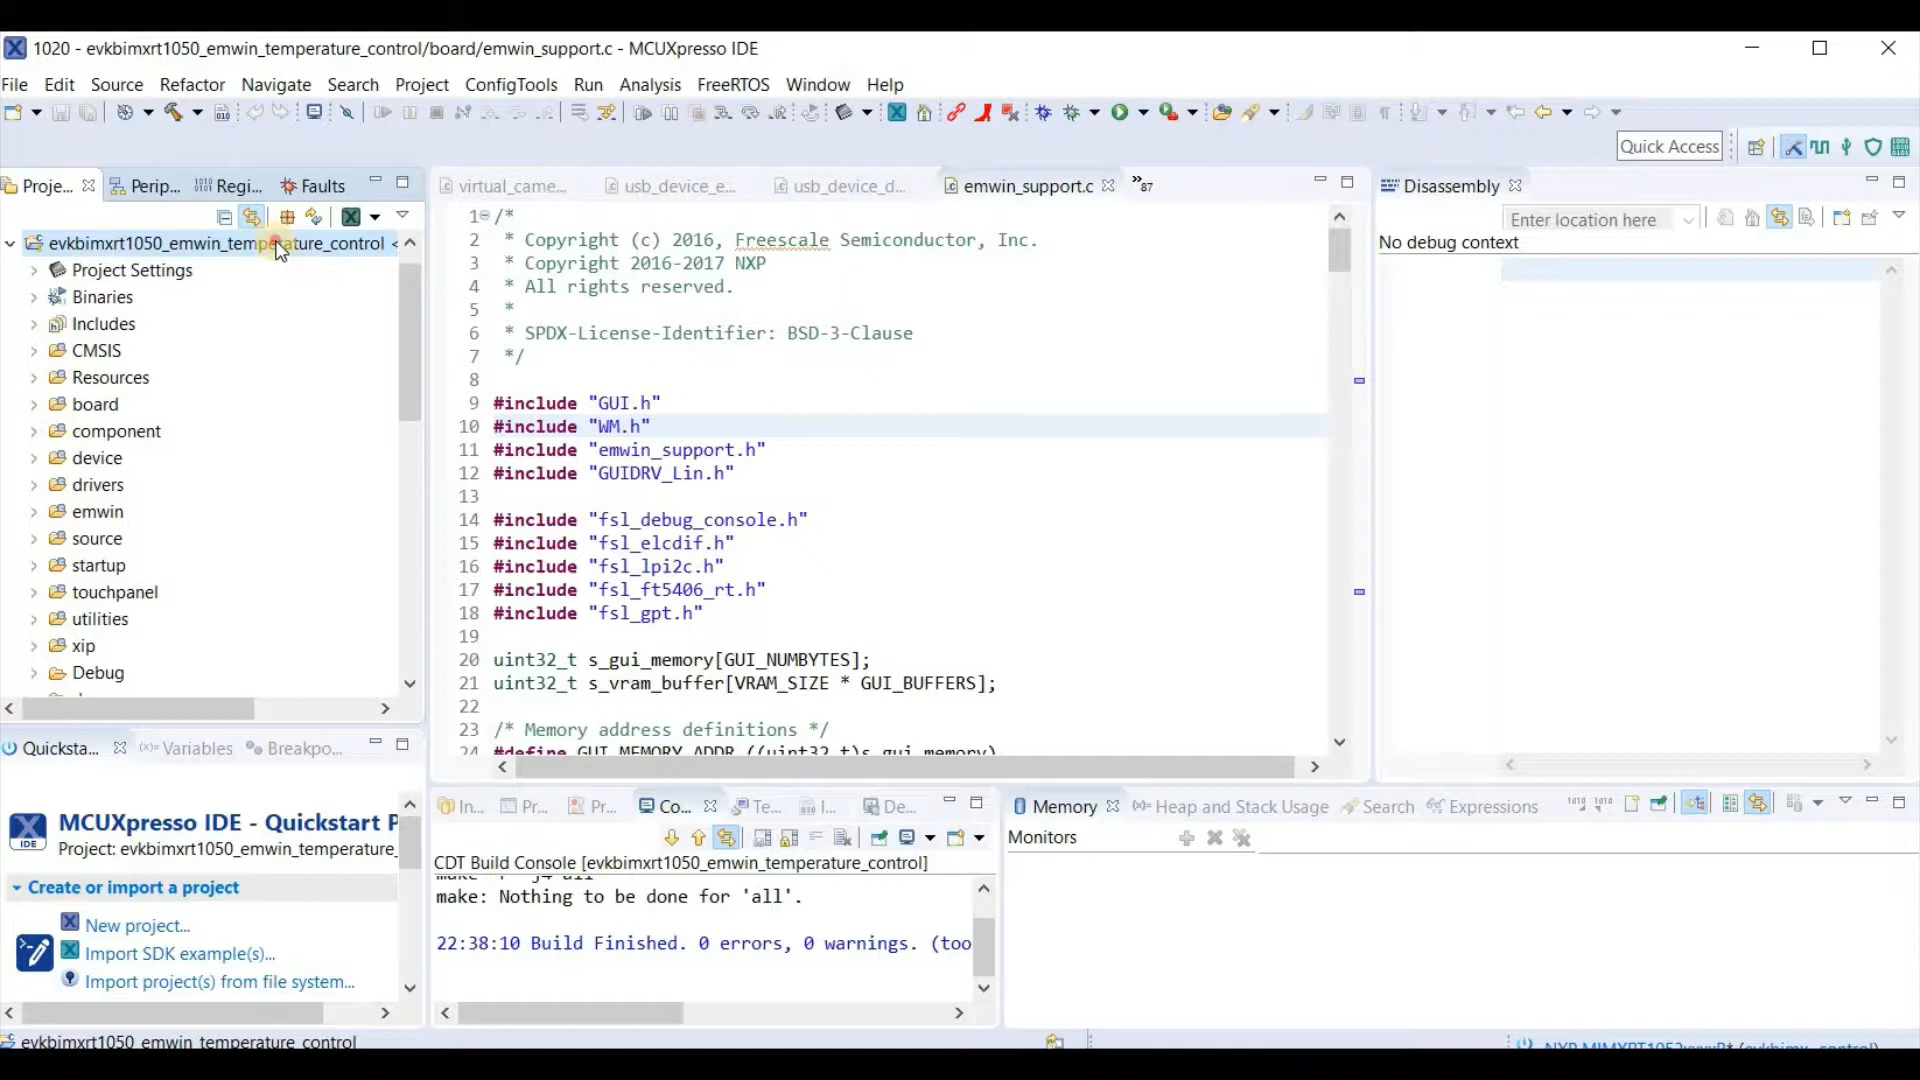 1020 - evkbimxrt1050_emwin_temperature_control/board/emwin_support.c - MCUXpresso IDE
File Edit Source Refactor Navigate Search Project ConfigTools Run Analysis FreeRTOS Window Help
Quick Access
Proje... Perip... Regi... Faults
evkbimxrt1050_emwin_temperature_control <
Project Settings
Binaries
Includes
CMSIS
Resources
board
component
device
drivers
emwin
source
startup
touchpanel
utilities
xip
Debug
Quicksta... (x)= Variables Breakpo...
MCUXpresso IDE - Quickstart P
Project: evkbimxrt1050_emwin_temperature_
Create or import a project
New project...
Import SDK example(s)...
Import project(s) from file system...
evkbimxrt1050_emwin_temperature_control
virtual_came... usb_device_e... usb_device_d... emwin_support.c »87
1 /*
2 * Copyright (c) 2016, Freescale Semiconductor, Inc.
3 * Copyright 2016-2017 NXP
4 * All rights reserved.
5 *
6 * SPDX-License-Identifier: BSD-3-Clause
7 */
8
9 #include "GUI.h"
10 #include "WM.h"
11 #include "emwin_support.h"
12 #include "GUIDRV_Lin.h"
13
14 #include "fsl_debug_console.h"
15 #include "fsl_elcdif.h"
16 #include "fsl_lpi2c.h"
17 #include "fsl_ft5406_rt.h"
18 #include "fsl_gpt.h"
19
20 uint32_t s_gui_memory[GUI_NUMBYTES];
21 uint32_t s_vram_buffer[VRAM_SIZE * GUI_BUFFERS];
22
23 /* Memory address definitions */
24 #define GUI_MEMORY_ADDR ((uint32_t)s_gui_memory)
Disassembly
Enter location here
No debug context
In... Pr... Pr... Co... Te... I... De...
CDT Build Console [evkbimxrt1050_emwin_temperature_control]
make: Nothing to be done for 'all'.
22:38:10 Build Finished. 0 errors, 0 warnings. (too
Memory (x)= Heap and Stack Usage Search Expressions
Monitors